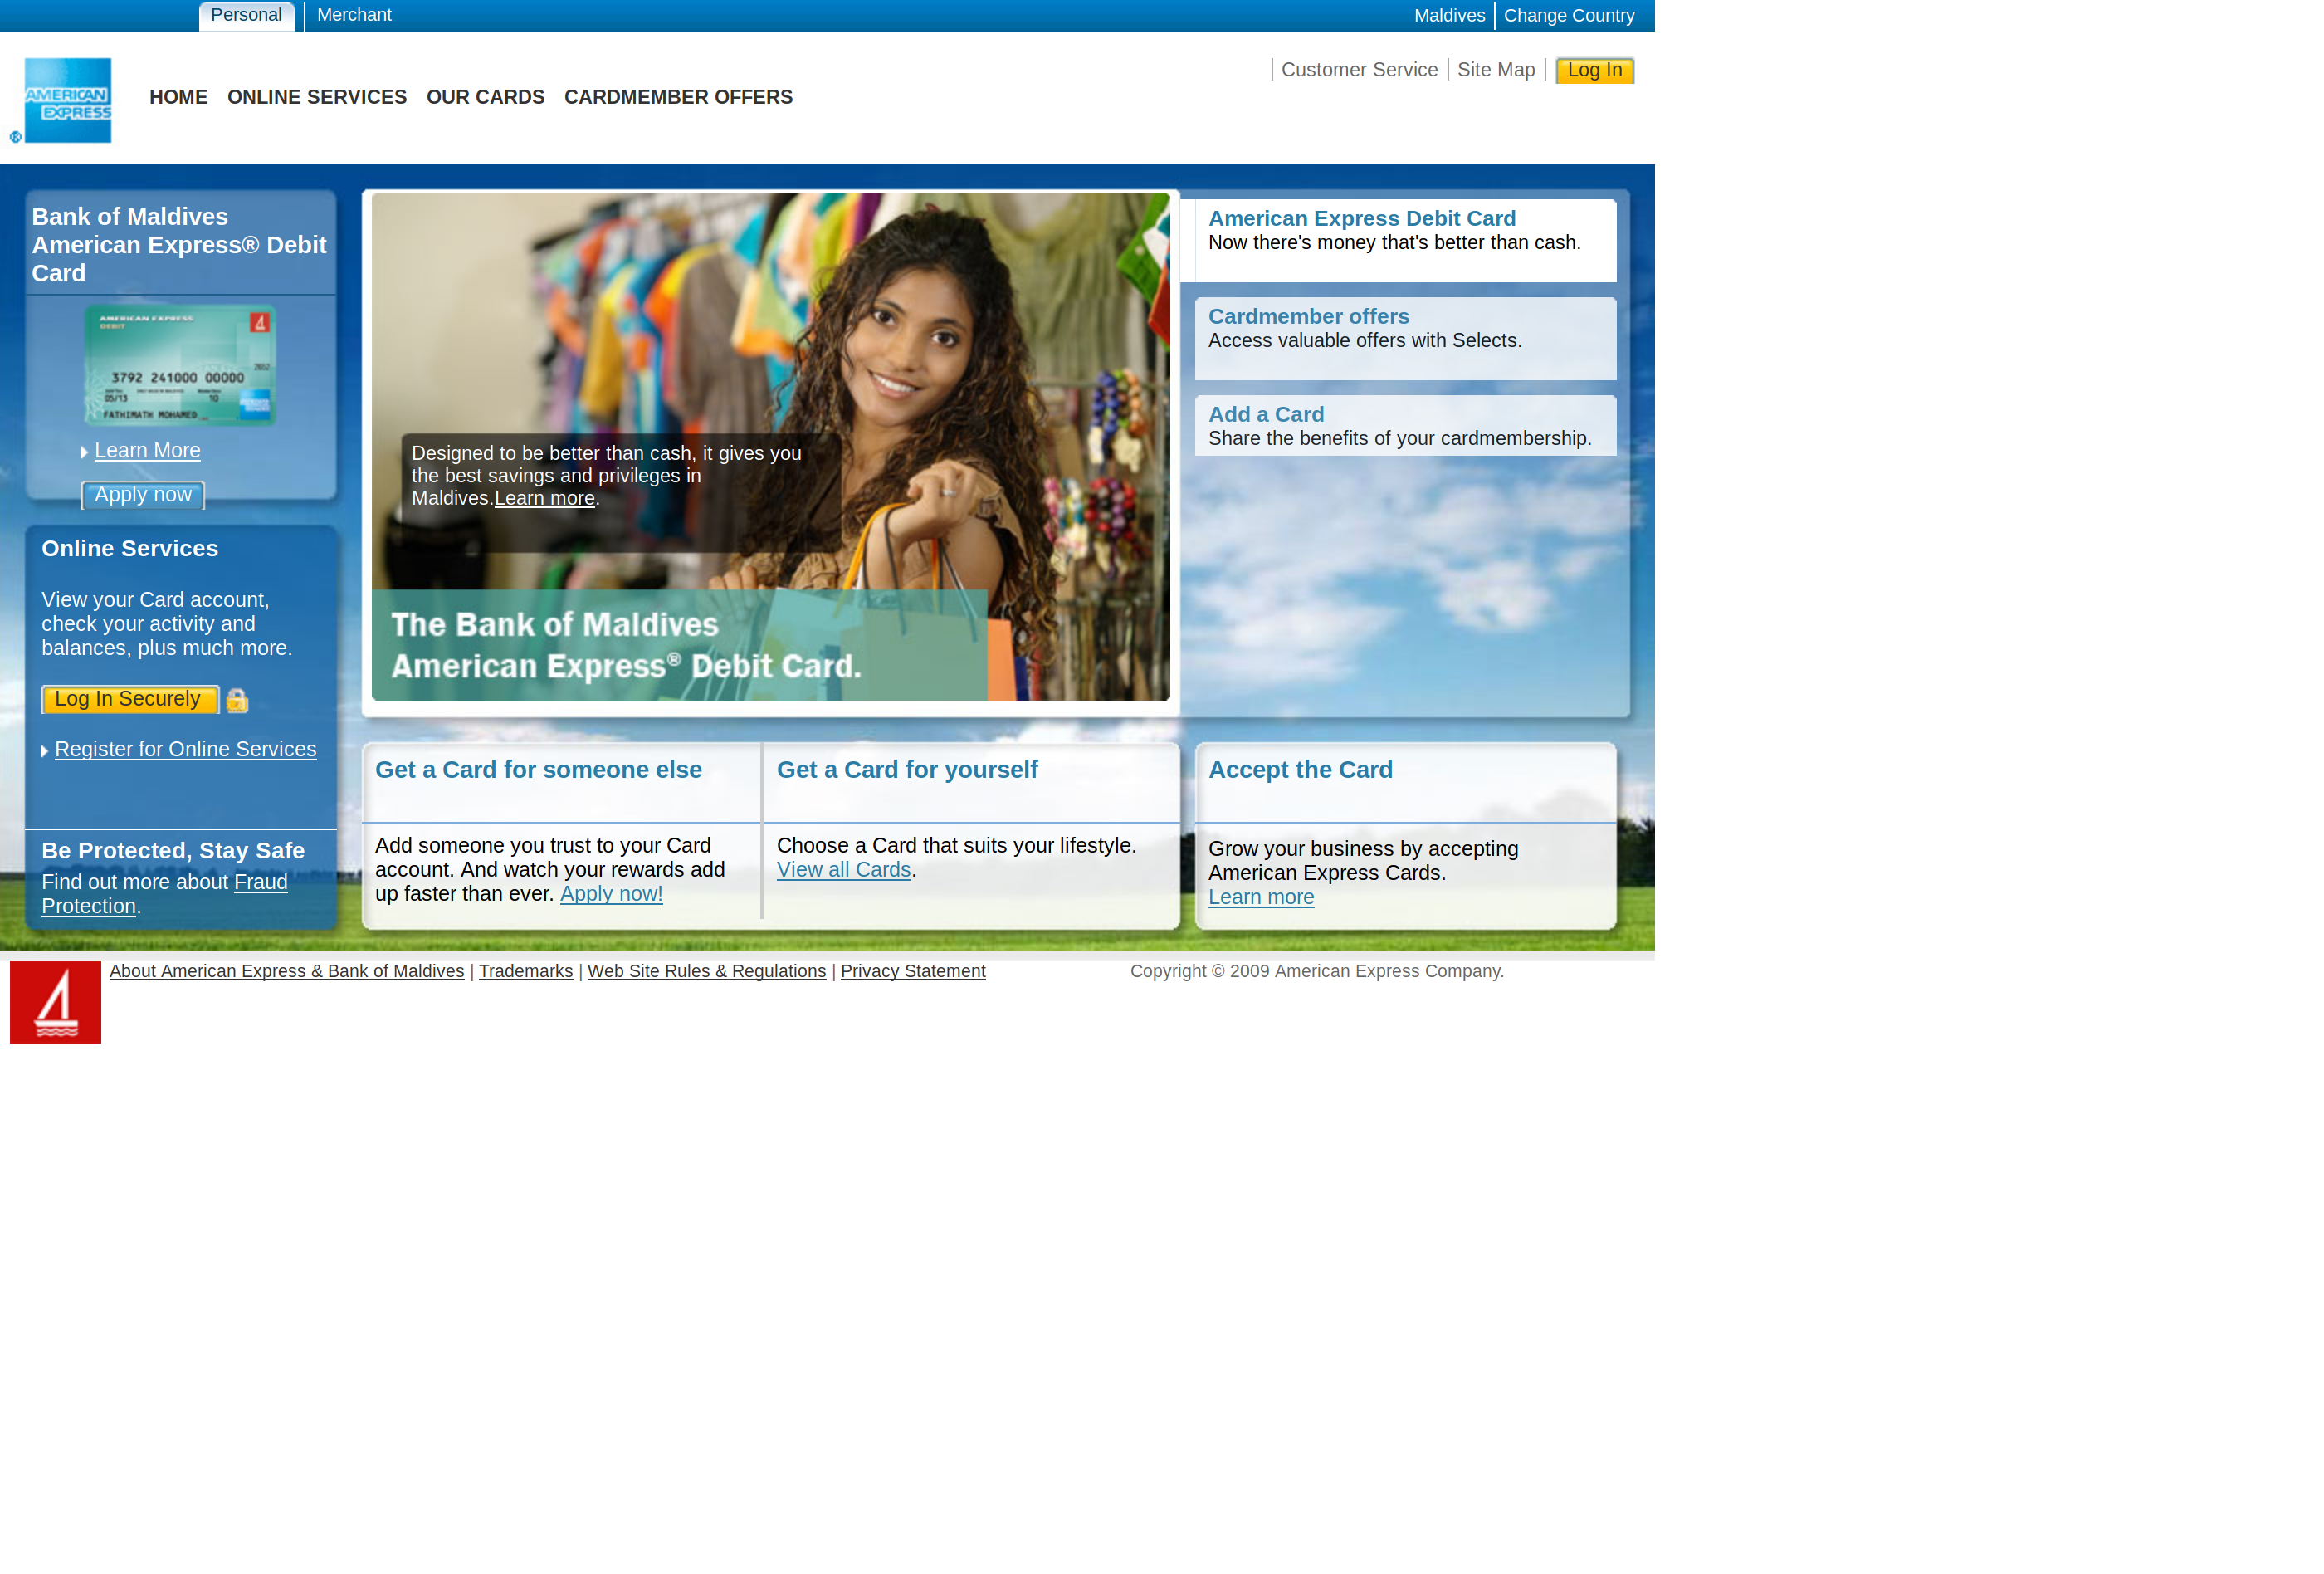 Personal
Merchant
Maldives
Change Country
Customer Service
Site Map
Log In
AMERICAN
EXPRESS
®
HOME
ONLINE SERVICES
OUR CARDS
CARDMEMBER OFFERS
Bank of Maldives
American Express® Debit
Card
AMERICAN EXPRESS
DEBIT
3792 241000 00000
05/13
10
FATHIMATH MOHAMED
Learn More
Apply now
Designed to be better than cash, it gives you
the best savings and privileges in
Maldives.Learn more.
The Bank of Maldives
American Express® Debit Card.
American Express Debit Card
Now there's money that's better than cash.
Cardmember offers
Access valuable offers with Selects.
Add a Card
Share the benefits of your cardmembership.
Online Services
View your Card account,
check your activity and
balances, plus much more.
Log In Securely
Register for Online Services
Be Protected, Stay Safe
Find out more about Fraud
Protection.
Get a Card for someone else
Add someone you trust to your Card
account. And watch your rewards add
up faster than ever. Apply now!
Get a Card for yourself
Choose a Card that suits your lifestyle.
View all Cards.
Accept the Card
Grow your business by accepting
American Express Cards.
Learn more
About American Express & Bank of Maldives | Trademarks | Web Site Rules & Regulations | Privacy Statement
Copyright © 2009 American Express Company.